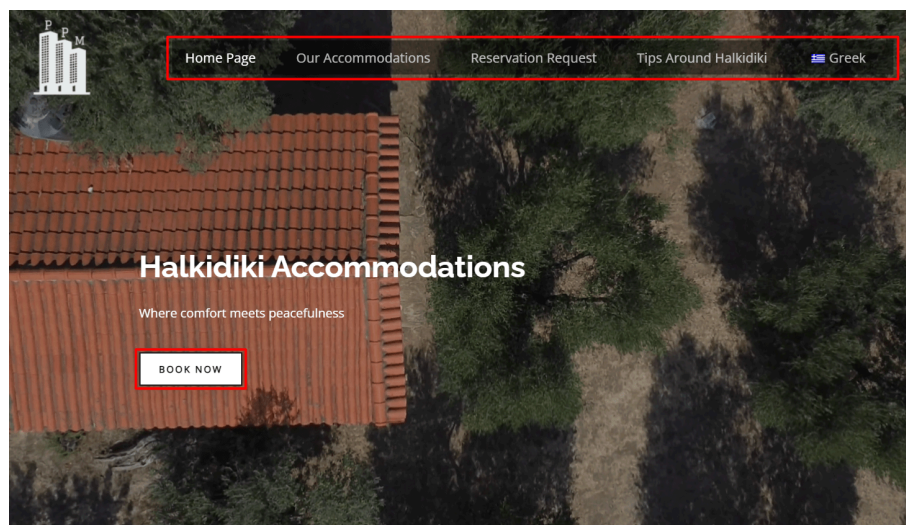 P P M
Home Page Our Accommodations Reservation Request Tips Around Halkidiki Greek
Halkidiki Accommodations
Where comfort meets peacefulness
BOOK NOW